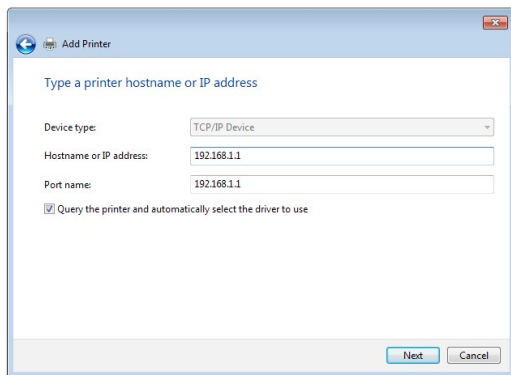 Add Printer
Type a printer hostname or IP address
Device type: TCP/IP Device
Hostname or IP address: 192.168.1.1
Port name: 192.168.1.1
Query the printer and automatically select the driver to use
Next Cancel